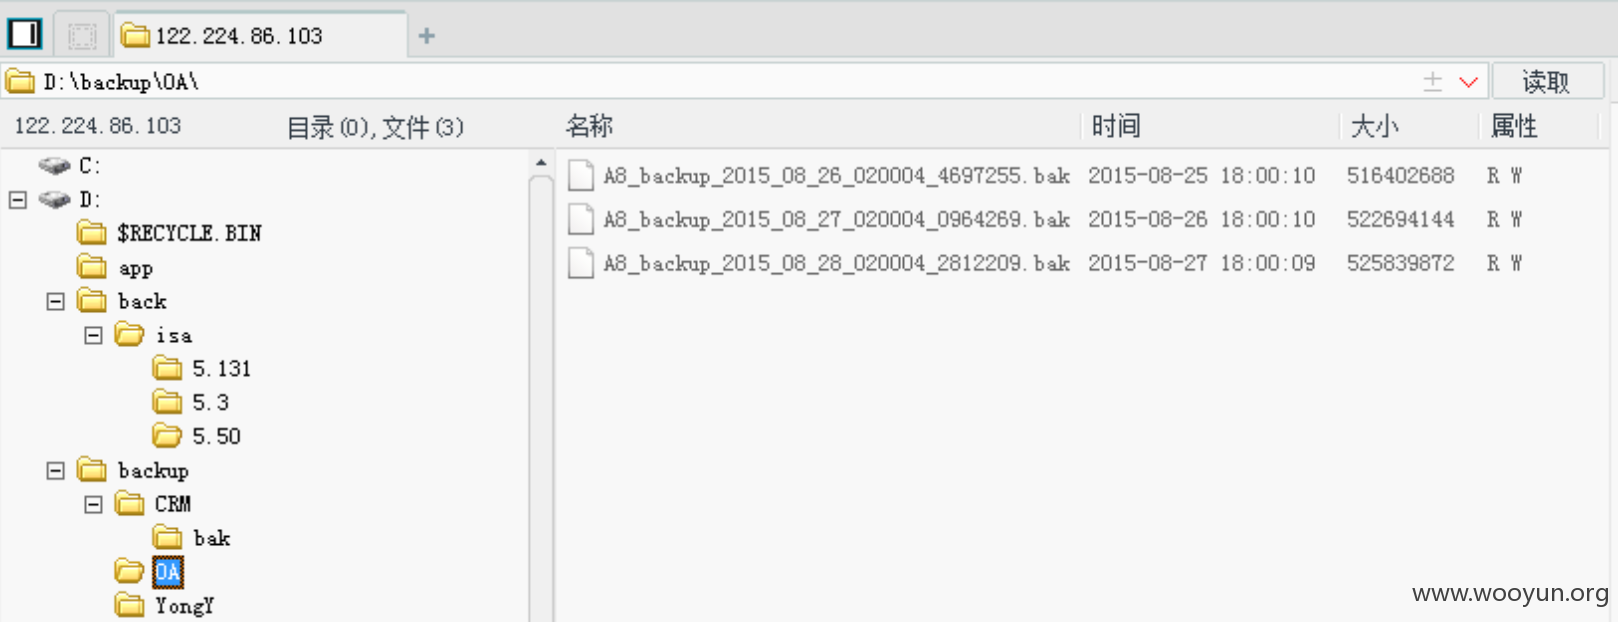 122.224.86.103
D:\backup\OA\
读取
122.224.86.103 目录(0),文件(3) 名称 时间 大小 属性
C:
D:
$RECYCLE.BIN
app
back
isa
5.131
5.3
5.50
backup
CRM
bak
OA
YongY
A8_backup_2015_08_26_020004_4697255.bak 2015-08-25 18:00:10 516402688 R W
A8_backup_2015_08_27_020004_0964269.bak 2015-08-26 18:00:10 522694144 R W
A8_backup_2015_08_28_020004_2812209.bak 2015-08-27 18:00:09 525839872 R W
www.wooyun.org